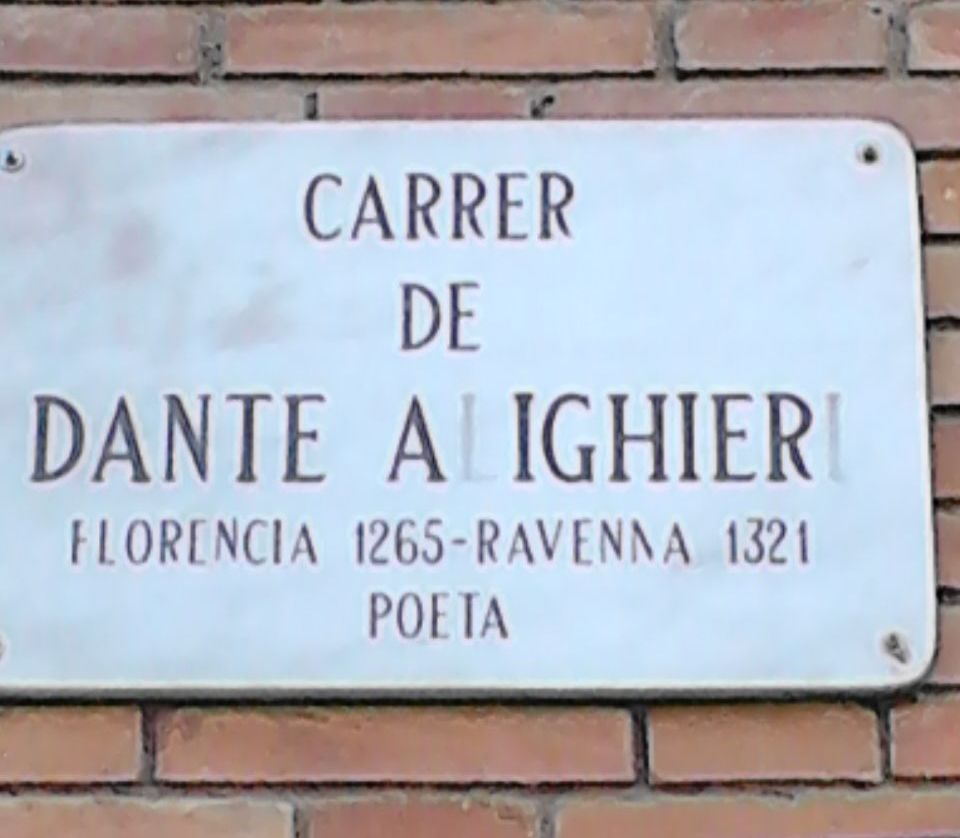 CARRER
DE
DANTE ALIGHIERI
FLORENCIA 1265-RAVENNA 1321
POETA